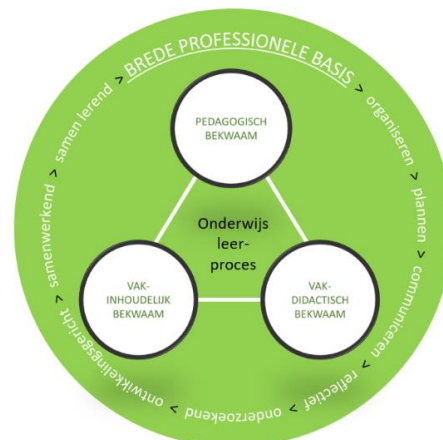 BREDE PROFESSIONELE BASIS > organiseren > plannen > communiceren > reflectief > onderzoekend > ontwikkelingsgericht > samenwerkend > samen lerend >
PEDAGOGISCH
BEKWAAM
Onderwijs
leer-
proces
VAK-
INHOUDELIJK
BEKWAAM
VAK-
DIDACTISCH
BEKWAAM